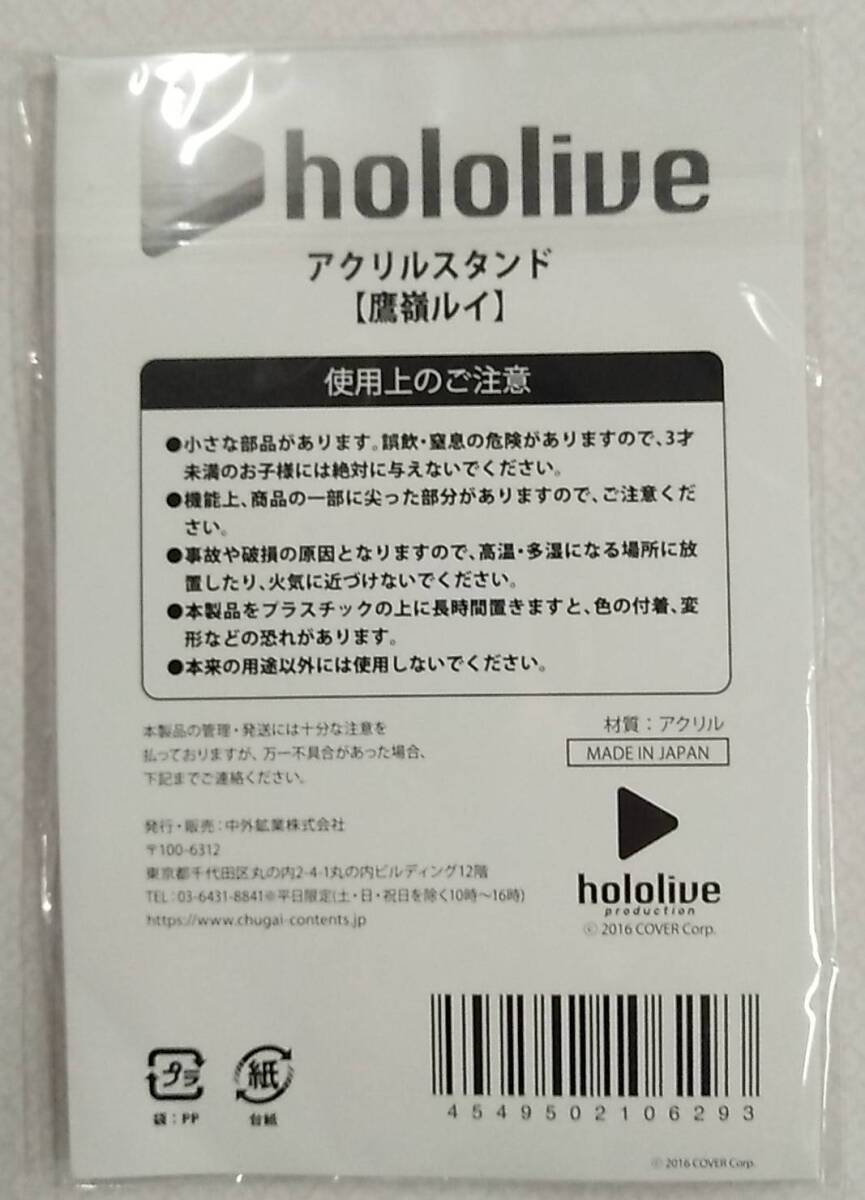 hololive
アクリルスタンド
【鷹嶺ルイ】
使用上のご注意
●小さな部品があります。誤飲・窒息の危険がありますので、3才
未満のお子様には絶対に与えないでください。
●機能上、商品の一部に尖った部分がありますので、ご注意くだ
さい。
●事故や破損の原因となりますので、高温・多湿になる場所に放
置したり、火気に近づけないでください。
●本製品をプラスチックの上に長時間置きますと、色の付着、変
形などの恐れがあります。
●本来の用途以外には使用しないでください。
本製品の管理・発送には十分な注意を
払っておりますが、万一不具合があった場合、
下記までご連絡ください。
材質：アクリル
MADE IN JAPAN
発行・販売：中外鉱業株式会社
〒100-6312
東京都千代田区丸の内2-4-1丸の内ビルディング12階
TEL：03-6431-8841※平日限定(土・日・祝日を除く10時～16時)
https://www.chugai-contents.jp
hololive
production
© 2016 COVER Corp.
プラ
袋：PP
紙
台紙
4549502106293
© 2016 COVER Corp.